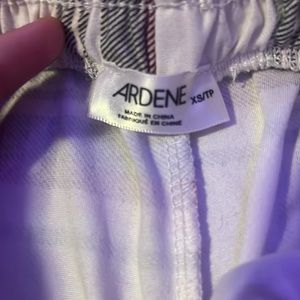 ARDENE
XS/TP
MADE IN CHINA
FABRIQUÉ EN CHINE